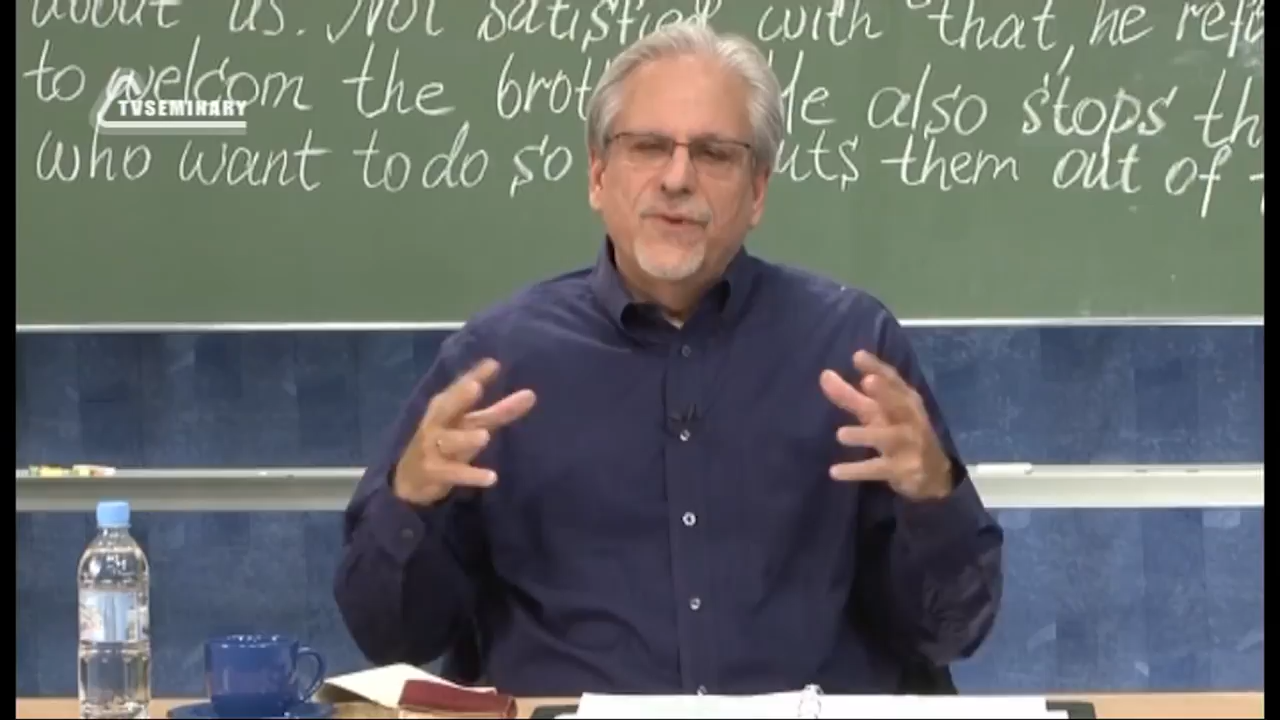 about us. Not satisfied with that, he refu
to welcom the brot He also stops th
who want to do so uts them out of
TVSEMINARY